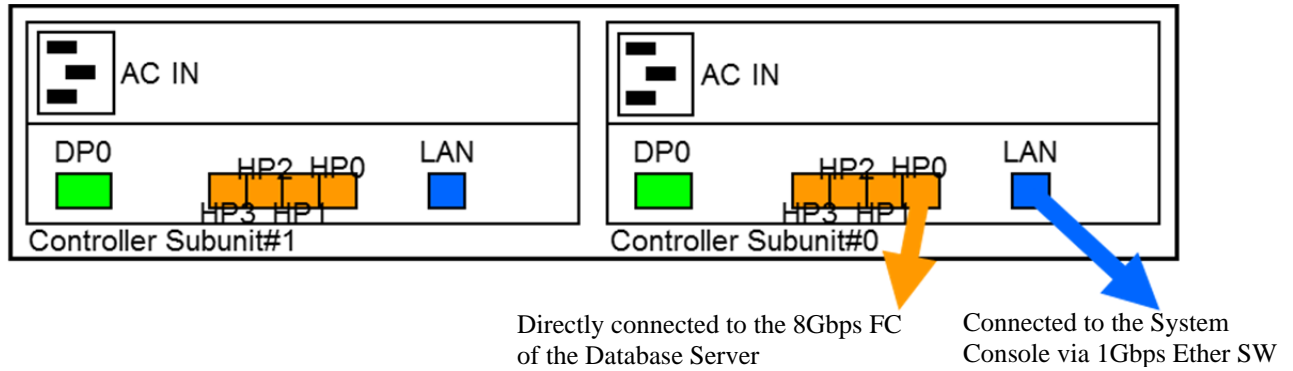 AC IN
AC IN
DP0
HP2 HP0
LAN
DP0
HP2 HP0
LAN
HP3 HP1
HP3 HP1
Controller Subunit#1
Controller Subunit#0
Directly connected to the 8Gbps FC
of the Database Server
Connected to the System
Console via 1Gbps Ether SW